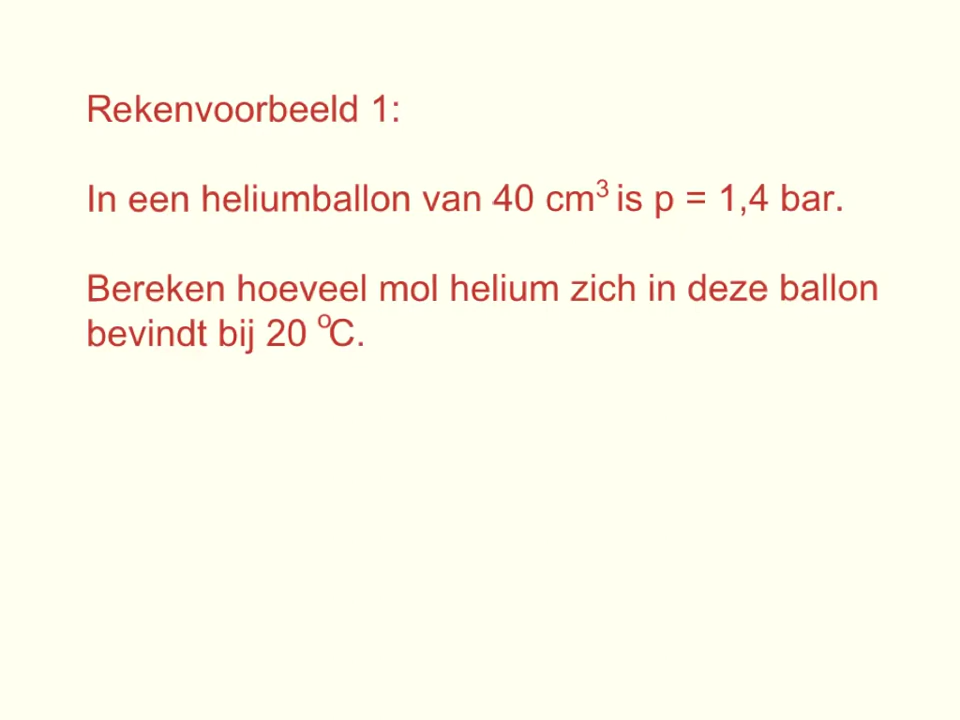 Rekenvoorbeeld 1:
In een heliumballon van 40 cm³ is p = 1,4 bar.
Bereken hoeveel mol helium zich in deze ballon
bevindt bij 20 °C.